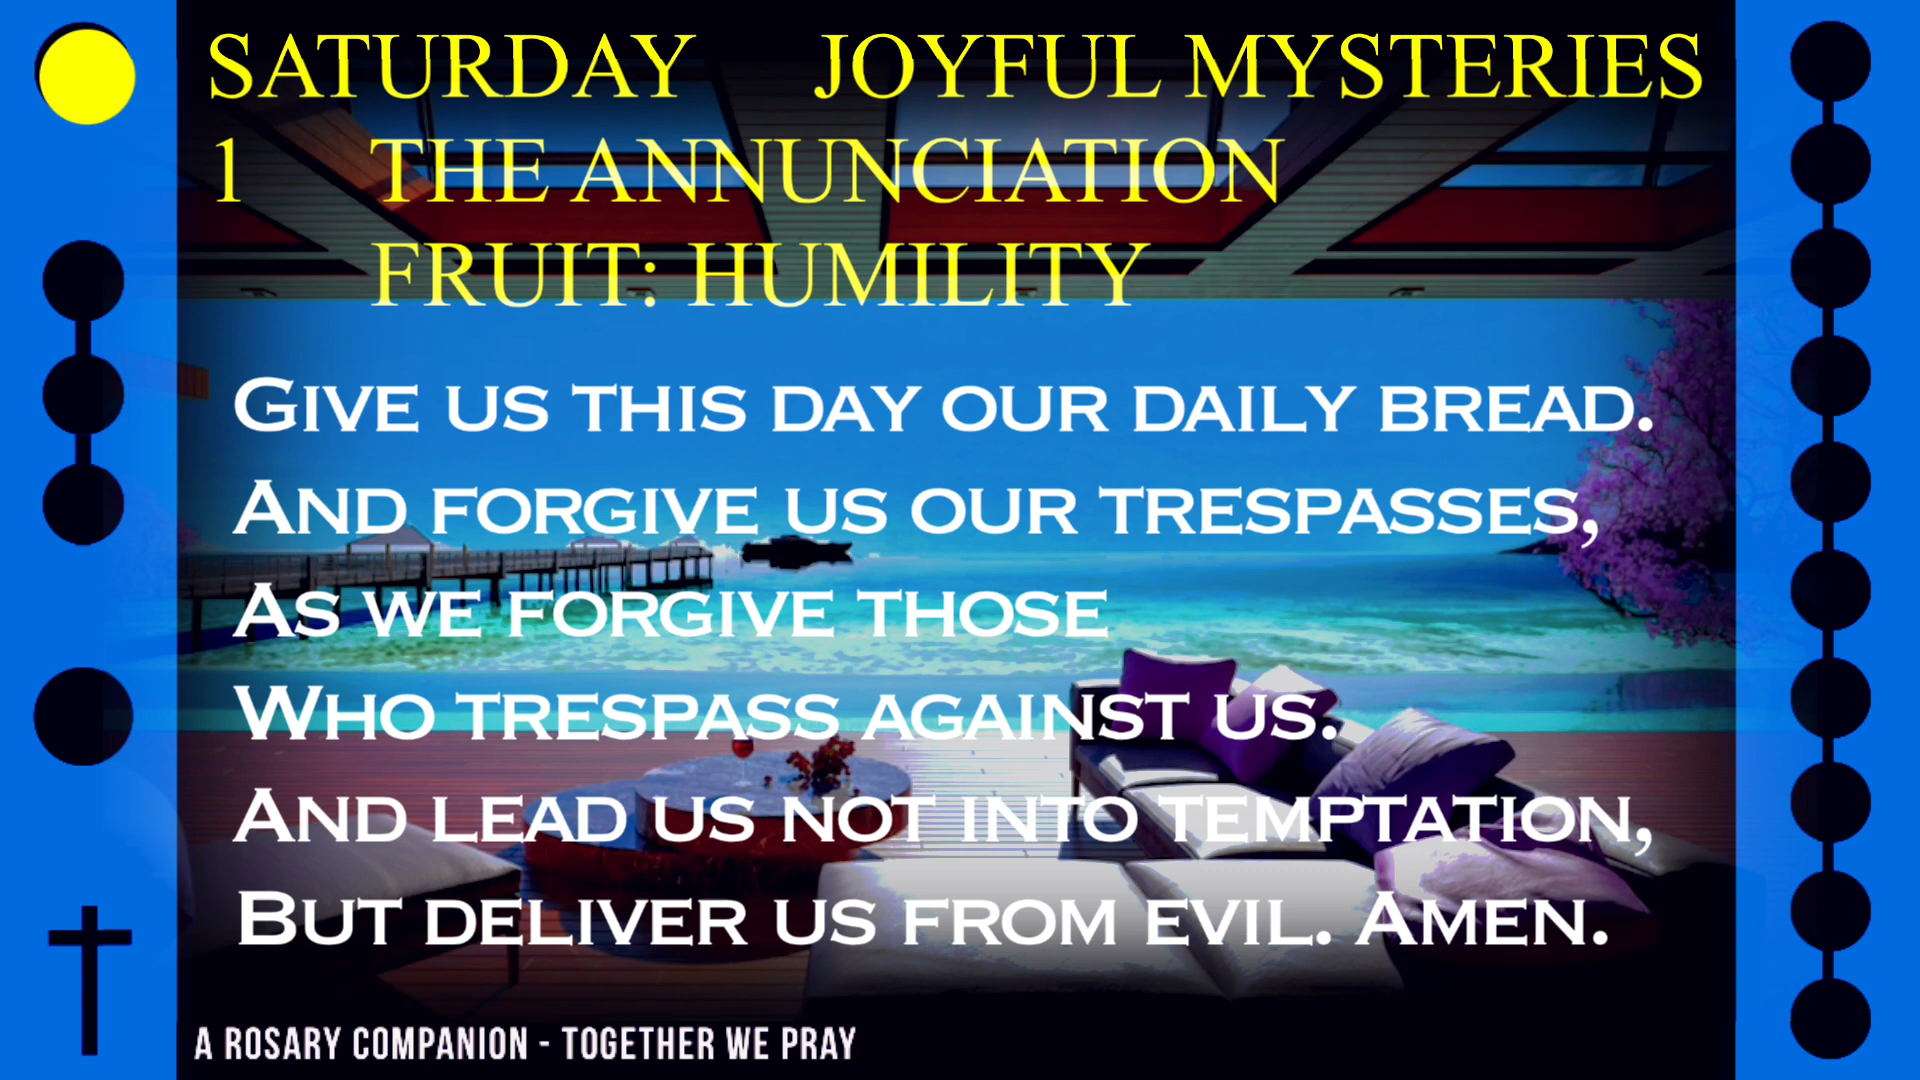 SATURDAY JOYFUL MYSTERIES
1 THE ANNUNCIATION
FRUIT: HUMILITY
GIVE US THIS DAY OUR DAILY BREAD.
AND FORGIVE US OUR TRESPASSES,
AS WE FORGIVE THOSE
WHO TRESPASS AGAINST US.
AND LEAD US NOT INTO TEMPTATION,
BUT DELIVER US FROM EVIL. AMEN.
A ROSARY COMPANION - TOGETHER WE PRAY